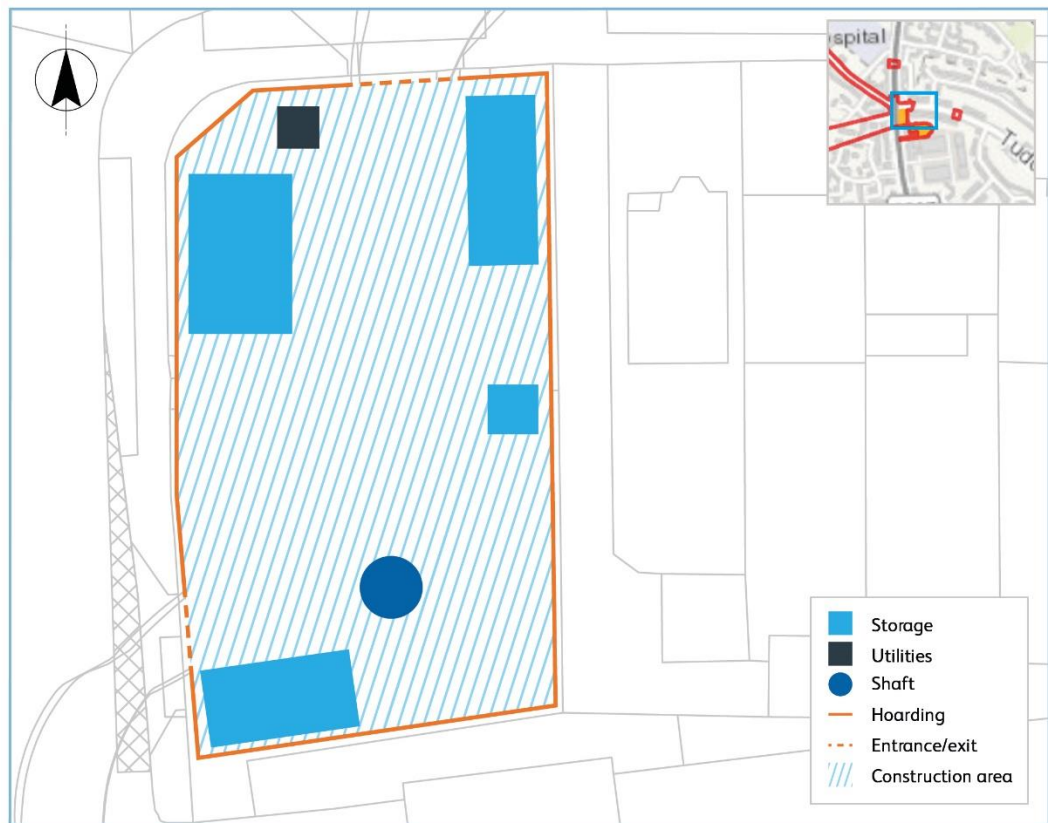 spital
Tud
Storage
Utilities
Shaft
Hoarding
Entrance/exit
Construction area